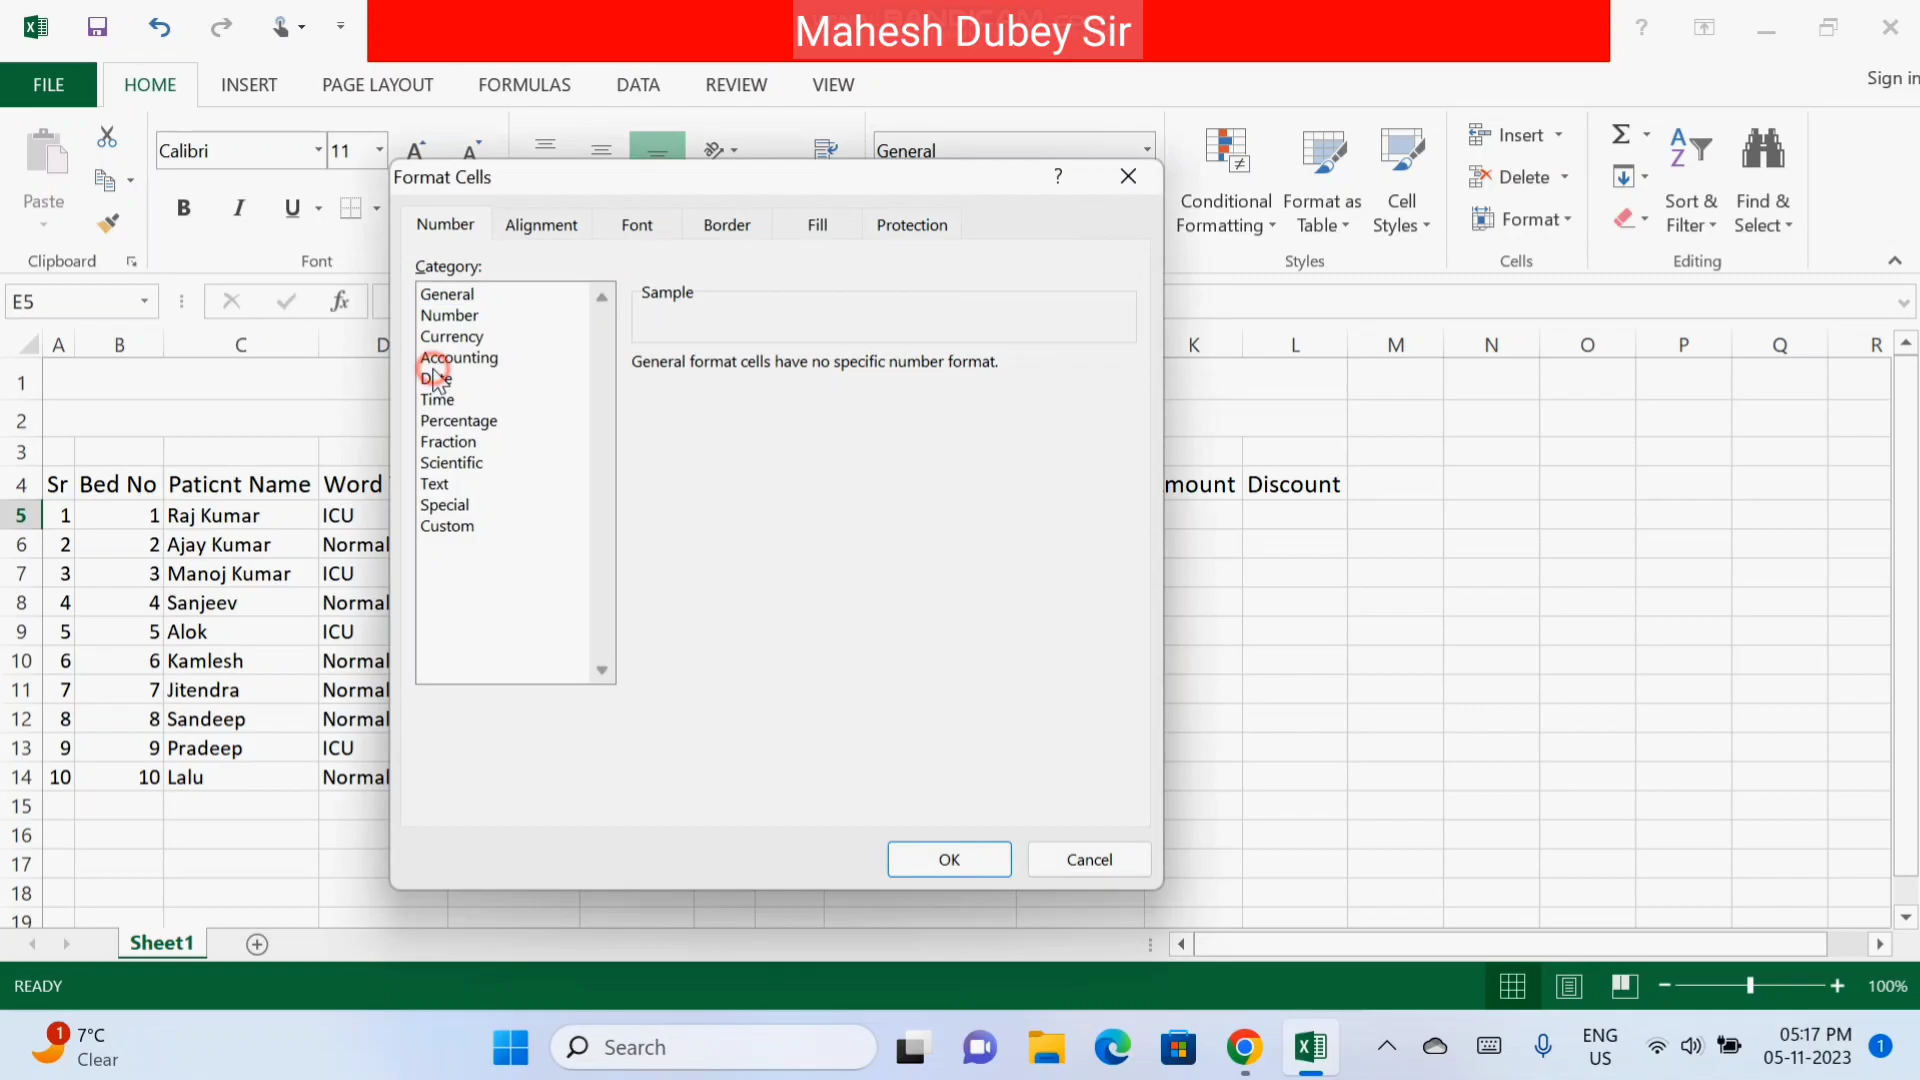 Mahesh Dubey Sir
Sign in
FILE HOME INSERT PAGE LAYOUT FORMULAS DATA REVIEW VIEW
Calibri 11 General
Paste
Clipboard Font
Conditional Formatting
Format as Table
Cell Styles
Styles
Insert
Delete
Format
Cells
Sort & Filter
Find & Select
Editing
E5
Format Cells ?
Number Alignment Font Border Fill Protection
Category:
General
Number
Currency
Accounting
Date
Time
Percentage
Fraction
Scientific
Text
Special
Custom
Sample
General format cells have no specific number format.
OK Cancel
A B C D K L M N O P Q R
1
2
3
4 Sr Bed No Paticnt Name Word mount Discount
5 1 1 Raj Kumar ICU
6 2 2 Ajay Kumar Normal
7 3 3 Manoj Kumar ICU
8 4 4 Sanjeev Normal
9 5 5 Alok ICU
10 6 6 Kamlesh Normal
11 7 7 Jitendra Normal
12 8 8 Sandeep Normal
13 9 9 Pradeep ICU
14 10 10 Lalu Normal
15
16
17
18
19
Sheet1
READY 100%
1 7°C
Clear
Search
ENG
US
05:17 PM
05-11-2023
1